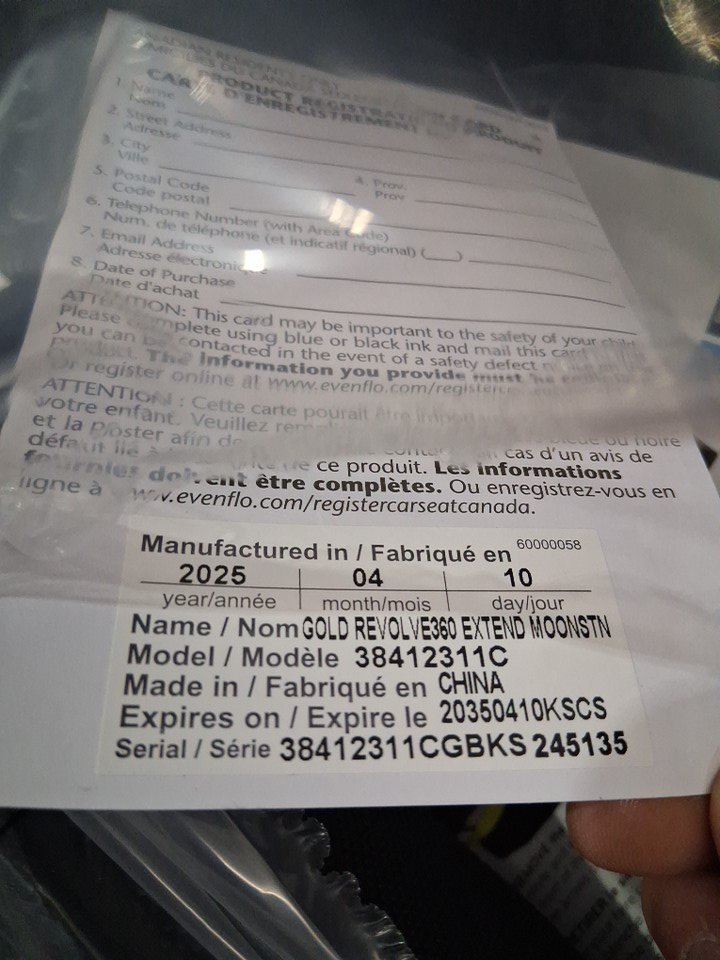 PRODUCT REGISTRATION CARD
D'ENREGISTREMENT
1. Name
Nom
2. Street Address
Adresse
3. City
Ville
4. Prov.
Prov
5. Postal Code
Code postal
6. Telephone Number (with Area Code)
Num. de téléphone (et indicatif régional) (
7. Email Address
Adresse électronique
8. Date of Purchase
Date d'achat
ATTENTION: This card may be important to the safety of your child.
Please complete using blue or black ink and mail this card
you can be contacted in the event of a safety defect
product. The information you provide must be
Or register online at www.evenflo.com/register
ATTENTION : Cette carte pourait être
votre enfant. Veuillez
et la poster afin de cas d'un avis de
défaut lié à ce produit. Les informations
fournies doivent être complètes. Ou enregistrez-vous en
ligne à www.evenflo.com/registercarseatcanada.
Manufactured in / Fabriqué en 60000058
2025 04 10
year/année month/mois day/jour
Name / Nom GOLD REVOLVE360 EXTEND MOONSTN
Model / Modèle 38412311C
Made in / Fabriqué en CHINA
Expires on / Expire le 20350410KSCS
Serial / Série 38412311CGBKS 245135